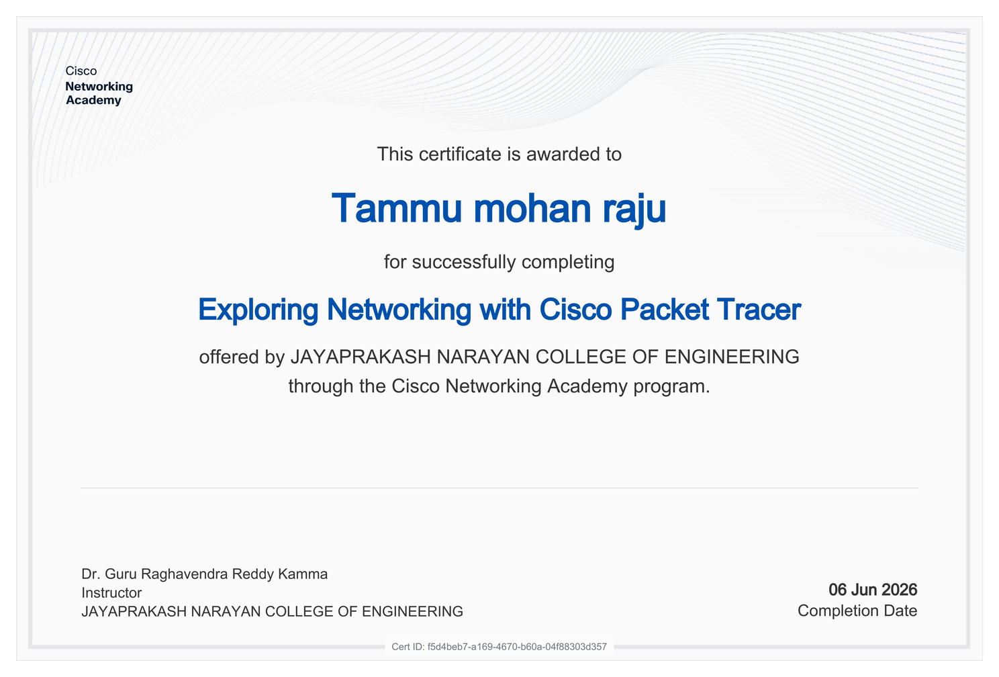 Cisco
Networking
Academy
This certificate is awarded to
Tammu mohan raju
for successfully completing
Exploring Networking with Cisco Packet Tracer
offered by JAYAPRAKASH NARAYAN COLLEGE OF ENGINEERING
through the Cisco Networking Academy program.
Dr. Guru Raghavendra Reddy Kamma
Instructor
JAYAPRAKASH NARAYAN COLLEGE OF ENGINEERING
06 Jun 2026
Completion Date
Cert ID: f5d4beb7-a169-4670-b60a-04f88303d357